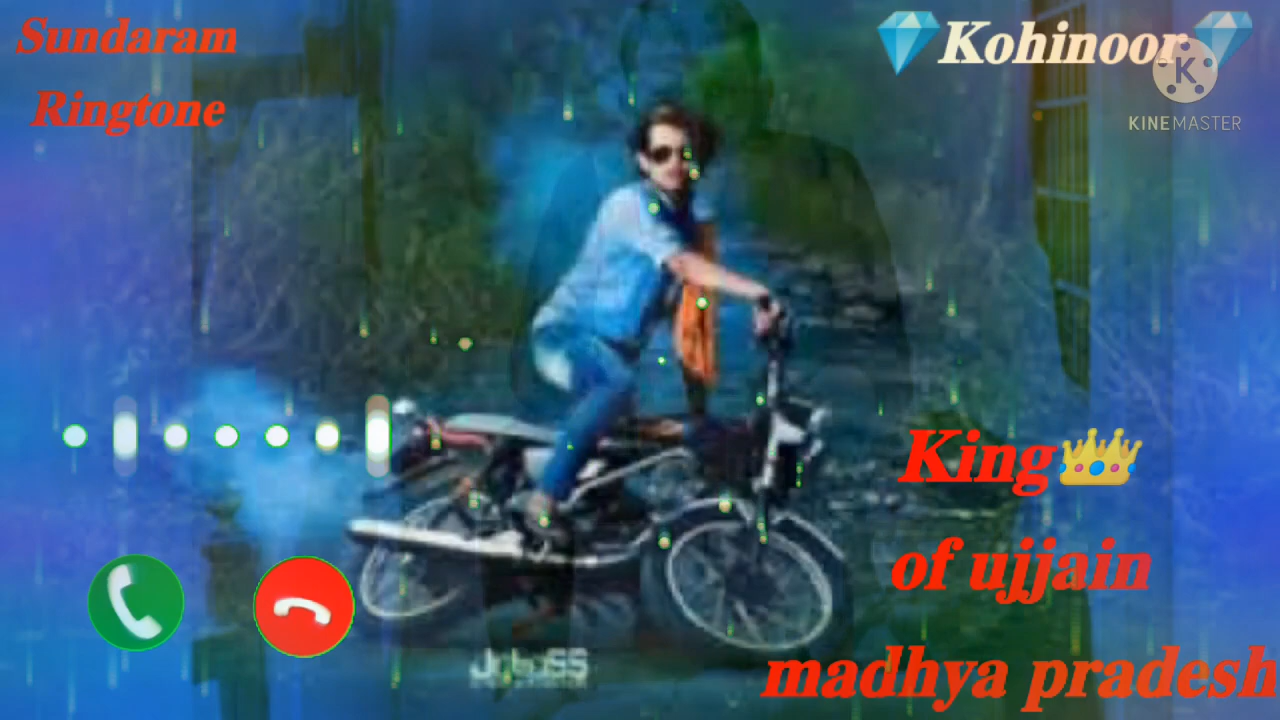 Sundaram
Ringtone
💎Kohinoor💎
K
KINEMASTER
King👑
of ujjain
madhya pradesh